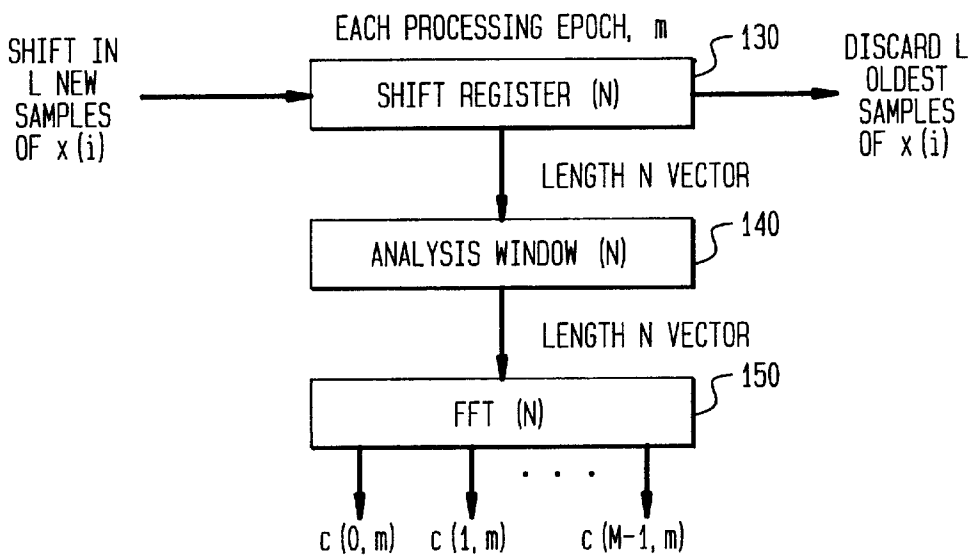 EACH PROCESSING EPOCH, m
SHIFT IN
L NEW
SAMPLES
OF x(i)
130
SHIFT REGISTER (N)
DISCARD L
OLDEST
SAMPLES
OF x(i)
LENGTH N VECTOR
140
ANALYSIS WINDOW (N)
LENGTH N VECTOR
150
FFT (N)
. . .
c(0,m)
c(1,m)
c(M-1,m)